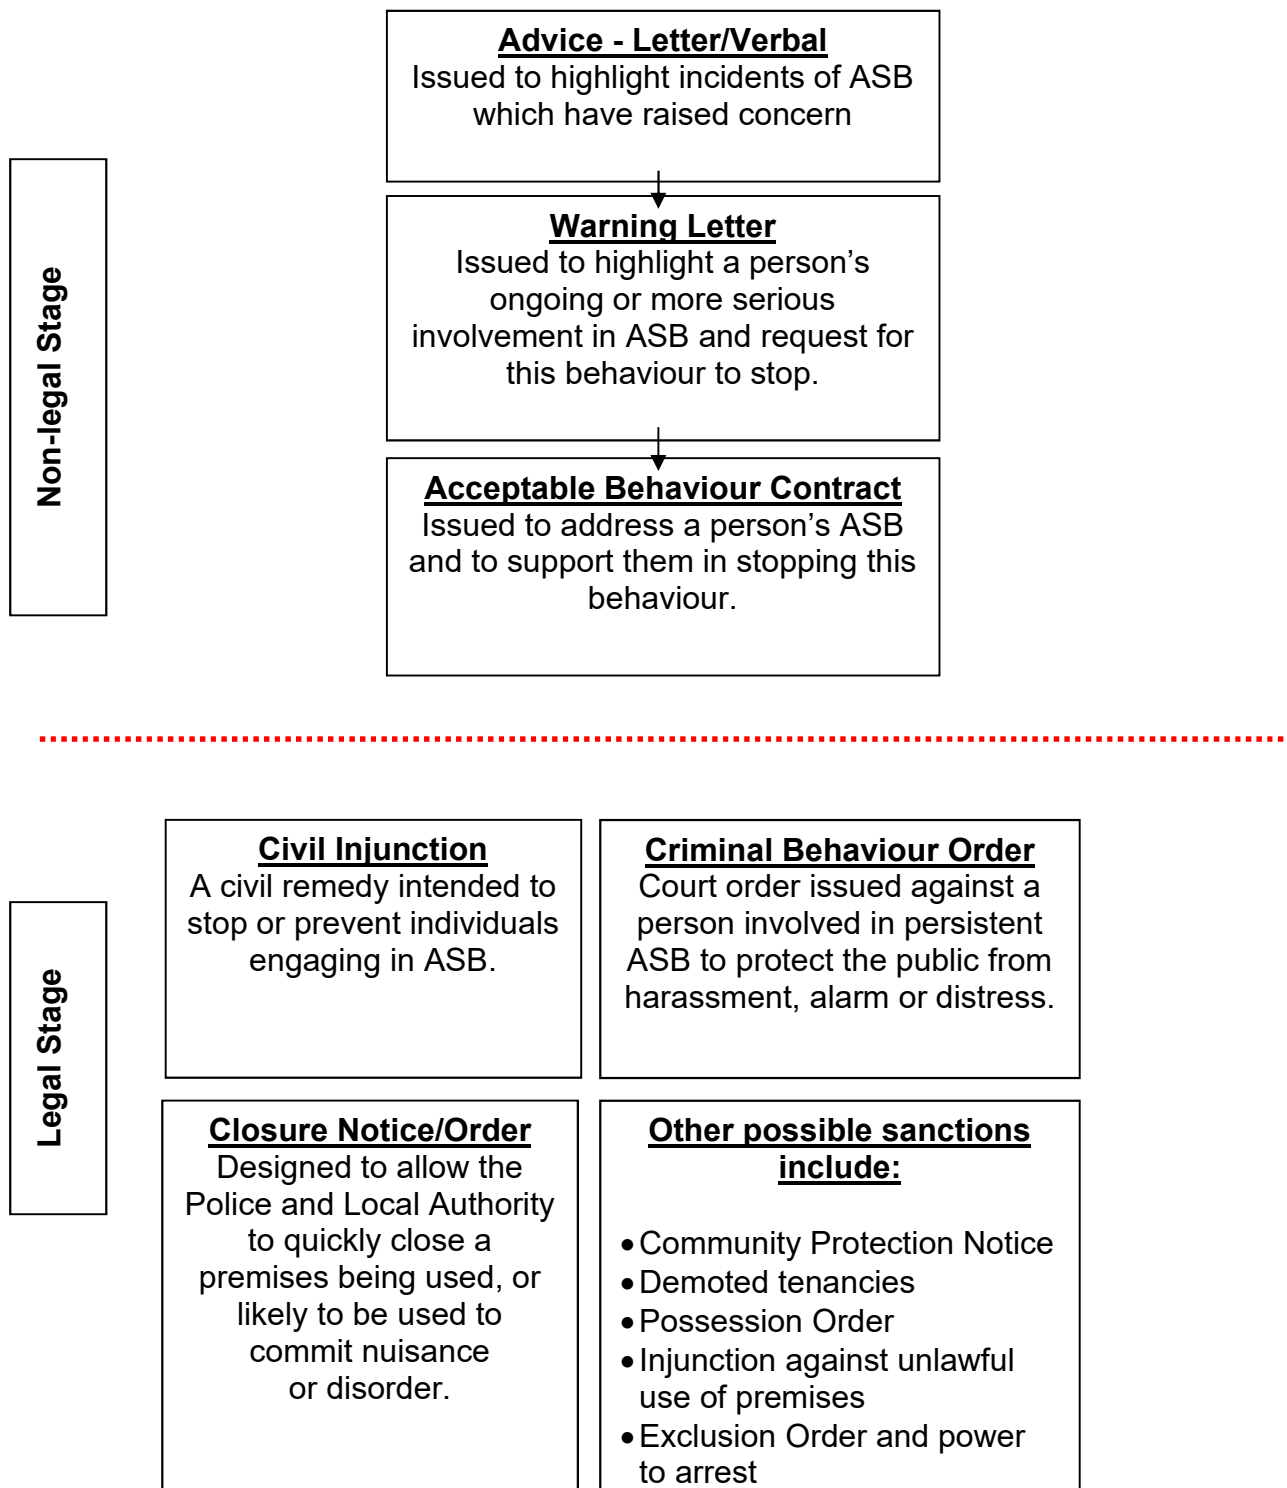 Advice - Letter/Verbal
Issued to highlight incidents of ASB
which have raised concern
Non-legal Stage
Warning Letter
Issued to highlight a person’s
ongoing or more serious
involvement in ASB and request for
this behaviour to stop.
Acceptable Behaviour Contract
Issued to address a person’s ASB
and to support them in stopping this
behaviour.
Legal Stage
Civil Injunction
A civil remedy intended to
stop or prevent individuals
engaging in ASB.
Criminal Behaviour Order
Court order issued against a
person involved in persistent
ASB to protect the public from
harassment, alarm or distress.
Closure Notice/Order
Designed to allow the
Police and Local Authority
to quickly close a
premises being used, or
likely to be used to
commit nuisance
or disorder.
Other possible sanctions
include:
•Community Protection Notice
•Demoted tenancies
•Possession Order
•Injunction against unlawful
use of premises
•Exclusion Order and power
to arrest